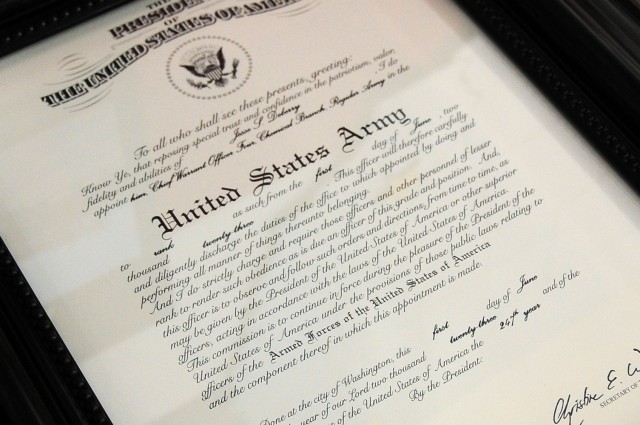 THE
PRESIDENT
OF
THE UNITED STATES OF AMERICA
To all who shall see these presents, greeting:
Know Ye, that reposing special trust and confidence in the patriotism, valor,
fidelity and abilities of Jean L Doherty , I do
appoint her, Chief Warrant Officer Four, Chemical Branch, Regular Army in the
United States Army
to rank as such from the first day of June , two
thousand twenty three . This officer will therefore carefully
and diligently discharge the duties of the office to which appointed by doing and
performing all manner of things thereunto belonging.
And I do strictly charge and require those officers and other personnel of lesser
rank to render such obedience as is due an officer of this grade and position. And,
this officer is to observe and follow such orders and directions, from time to time, as
may be given by the President of the United States of America or other superior
officers, acting in accordance with the laws of the United States of America.
This commission is to continue in force during the pleasure of the President of the
United States of America under the provisions of those public laws relating to
officers of the Armed Forces of the United States of America
and the component thereof in which this appointment is made.
Done at the city of Washington, this first day of June
year of our Lord two thousand twenty three and of the
of the United States of America the 247th year
By the President:
Christine E. W
SECRETARY OF